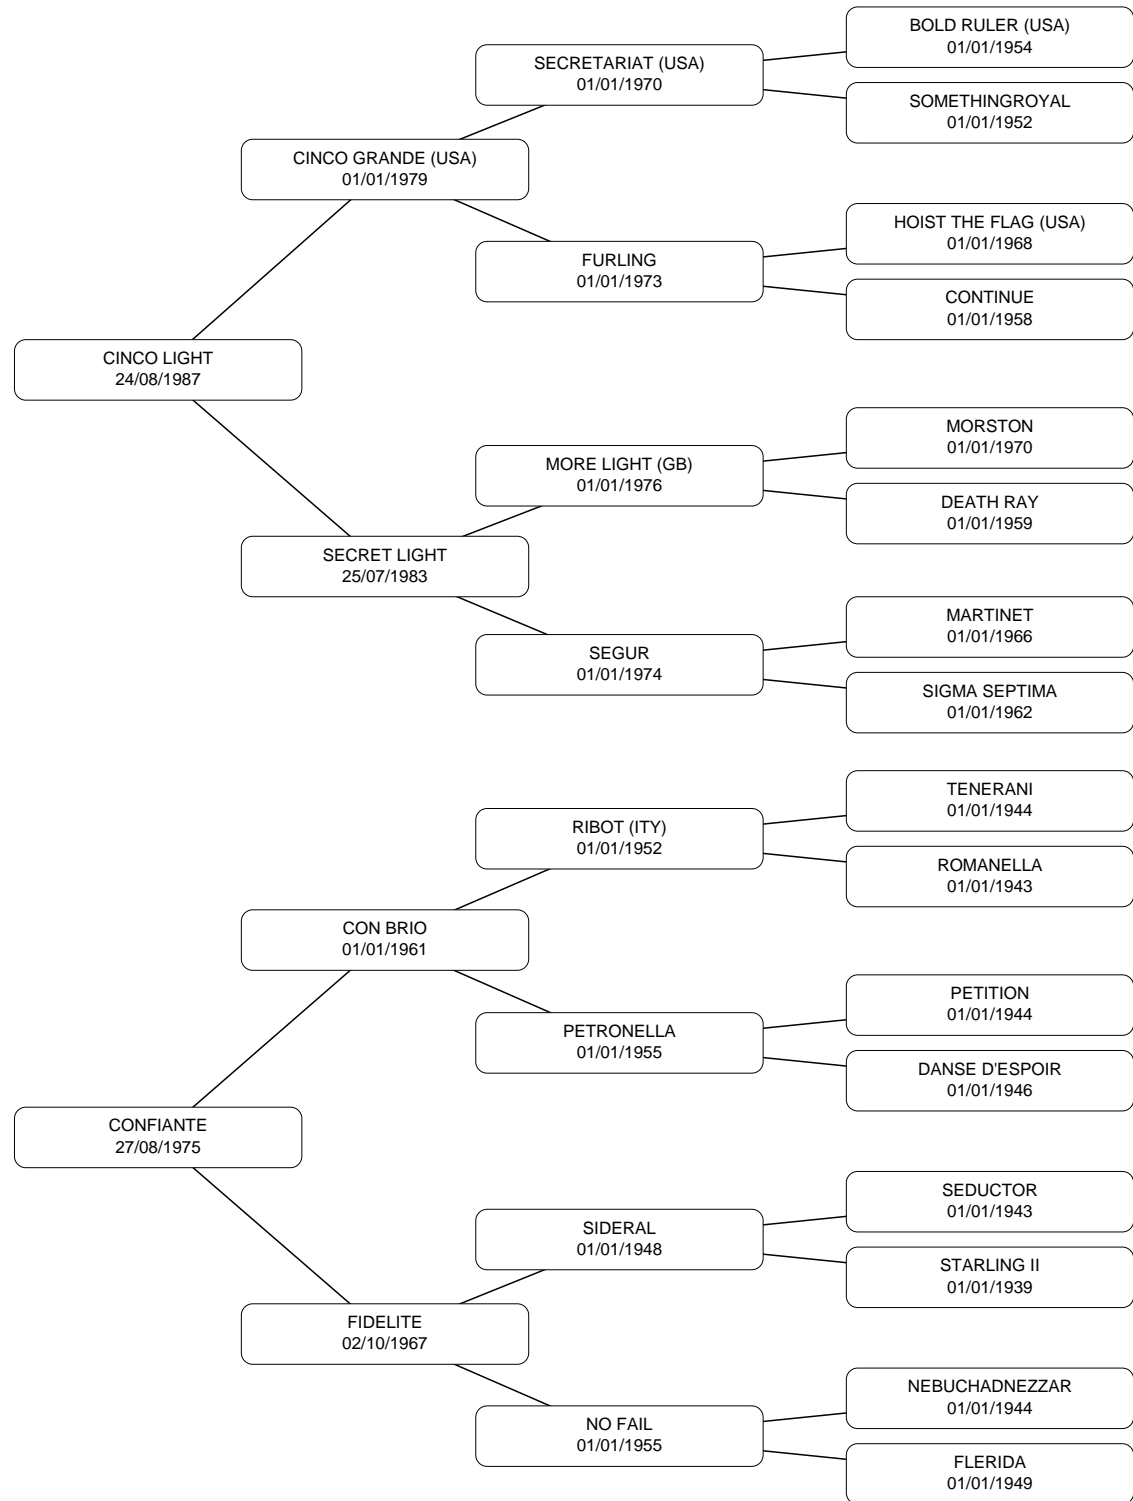 BOLD RULER (USA)
01/01/1954
SECRETARIAT (USA)
01/01/1970
SOMETHINGROYAL
01/01/1952
CINCO GRANDE (USA)
01/01/1979
HOIST THE FLAG (USA)
01/01/1968
FURLING
01/01/1973
CONTINUE
01/01/1958
CINCO LIGHT
24/08/1987
MORSTON
01/01/1970
MORE LIGHT (GB)
01/01/1976
DEATH RAY
01/01/1959
SECRET LIGHT
25/07/1983
MARTINET
01/01/1966
SEGUR
01/01/1974
SIGMA SEPTIMA
01/01/1962
TENERANI
01/01/1944
RIBOT (ITY)
01/01/1952
ROMANELLA
01/01/1943
CON BRIO
01/01/1961
PETITION
01/01/1944
PETRONELLA
01/01/1955
DANSE D'ESPOIR
01/01/1946
CONFIANTE
27/08/1975
SEDUCTOR
01/01/1943
SIDERAL
01/01/1948
STARLING II
01/01/1939
FIDELITE
02/10/1967
NEBUCHADNEZZAR
01/01/1944
NO FAIL
01/01/1955
FLERIDA
01/01/1949